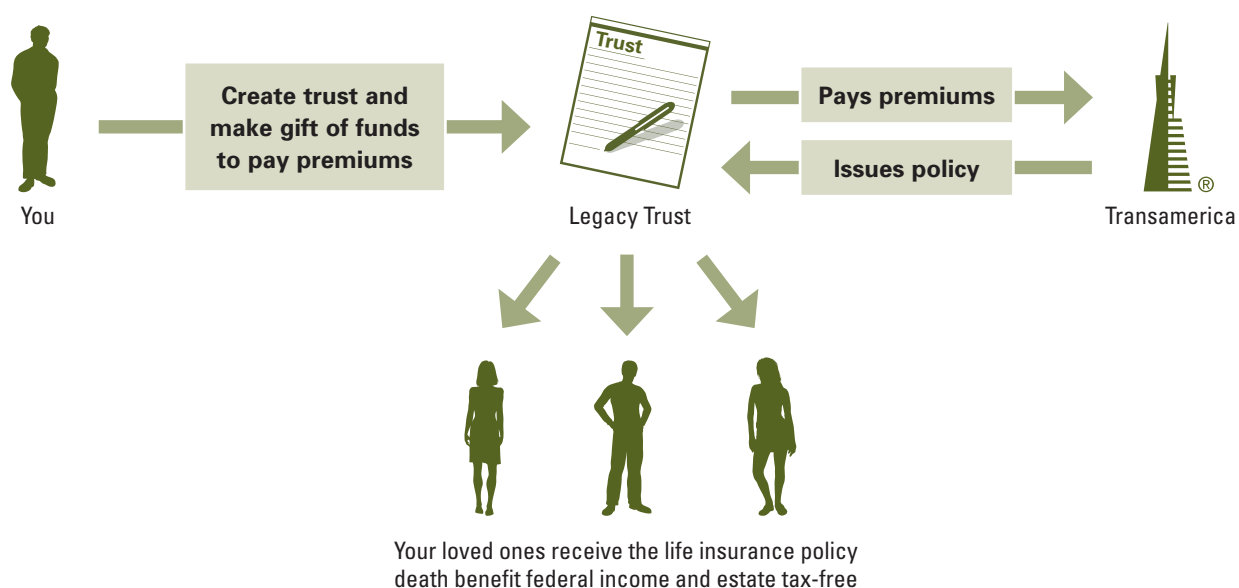 Trust
Create trust and
make gift of funds
to pay premiums
Pays premiums
Issues policy
®
You
Legacy Trust
Transamerica
Your loved ones receive the life insurance policy
death benefit federal income and estate tax-free